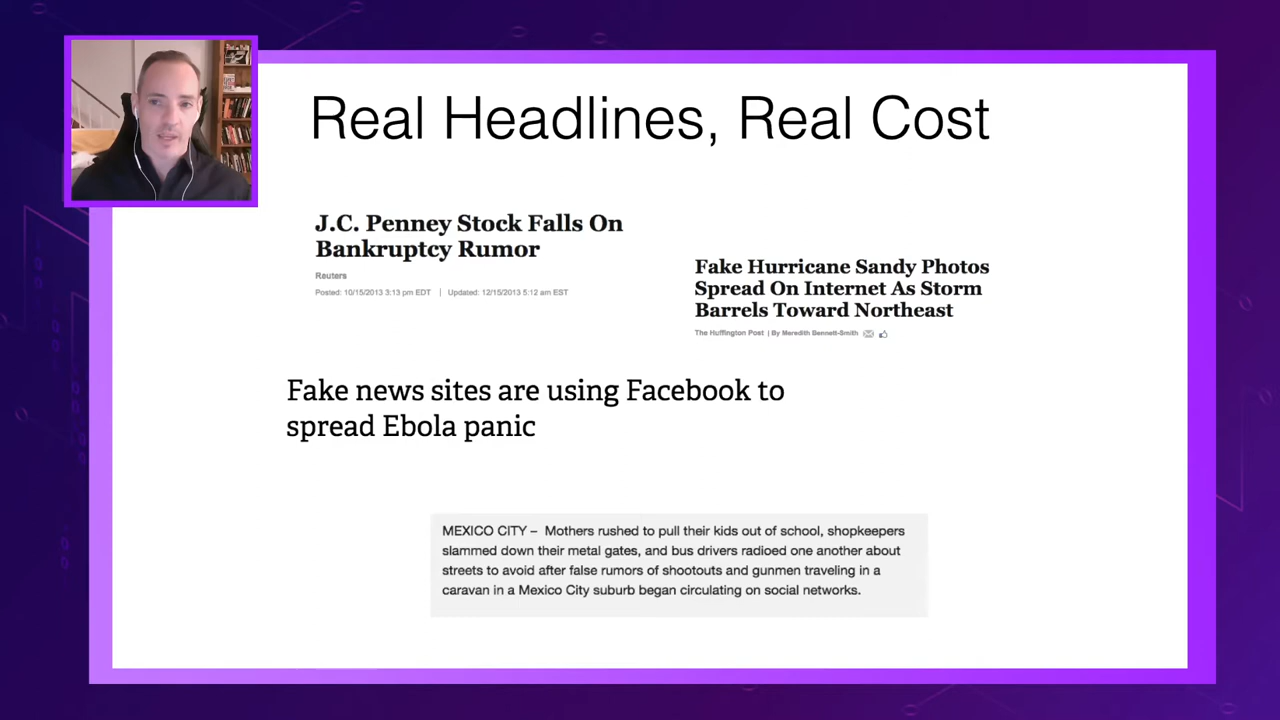 Real Headlines, Real Cost
J.C. Penney Stock Falls On
Bankruptcy Rumor
Reuters
Posted: 10/15/2013 3:13 pm EDT | Updated: 12/15/2013 5:12 am EST
Fake Hurricane Sandy Photos
Spread On Internet As Storm
Barrels Toward Northeast
The Huffington Post | By Meredith Bennett-Smith
Fake news sites are using Facebook to
spread Ebola panic
MEXICO CITY – Mothers rushed to pull their kids out of school, shopkeepers
slammed down their metal gates, and bus drivers radioed one another about
streets to avoid after false rumors of shootouts and gunmen traveling in a
caravan in a Mexico City suburb began circulating on social networks.